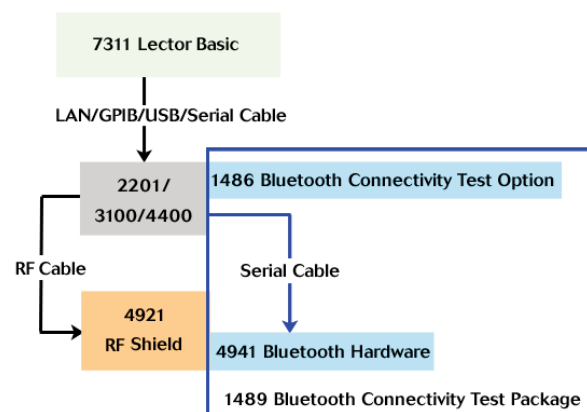 7311 Lector Basic
LAN/GPIB/USB/Serial Cable
2201/
3100/4400
1486 Bluetooth Connectivity Test Option
RF Cable
Serial Cable
4921
RF Shield
4941 Bluetooth Hardware
1489 Bluetooth Connectivity Test Package